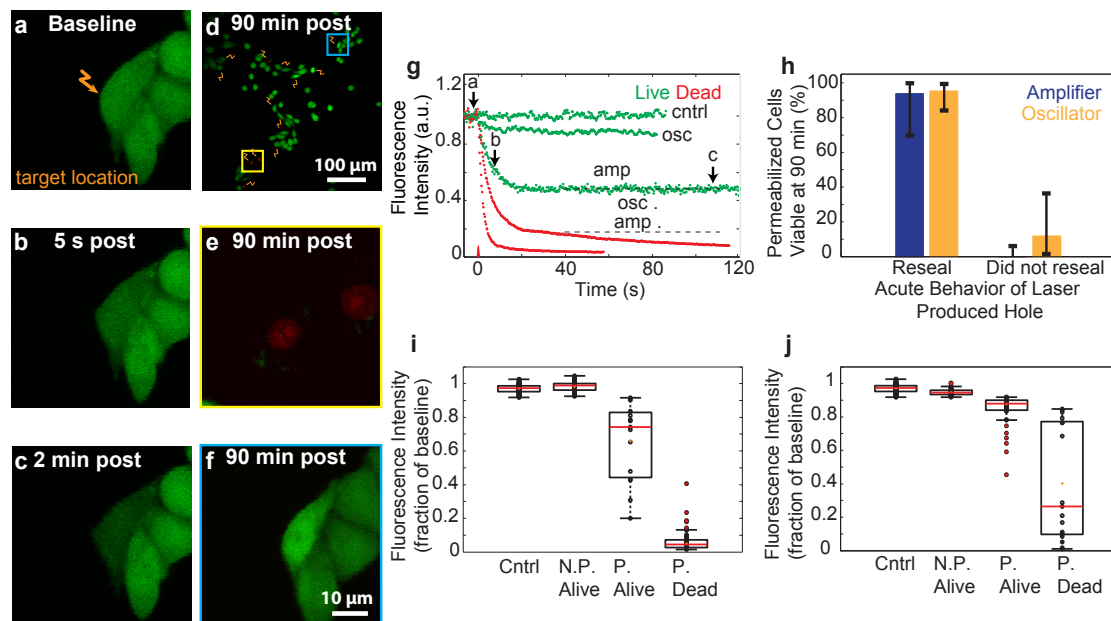 a Baseline
target location
b 5 s post
c 2 min post
d 90 min post
100 µm
e 90 min post
f 90 min post
10 µm
g
Fluorescence
Intensity (a.u.)
1.2
0.8
0.4
0
Live Dead
a
cntrl
osc
b
amp
c
osc .
amp .
0 40 80 120
Time (s)
h
Permeabilized Cells
Viable at 90 min (%)
100
80
60
40
20
0
Amplifier
Oscillator
Reseal Did not reseal
Acute Behavior of Laser
Produced Hole
i
Fluorescence Intensity
(fraction of baseline)
1
0.8
0.6
0.4
0.2
0
Cntrl N.P. P. P.
Alive Alive Dead
j
Fluorescence Intensity
(fraction of baseline)
1
0.8
0.6
0.4
0.2
0
Cntrl N.P. P. P.
Alive Alive Dead